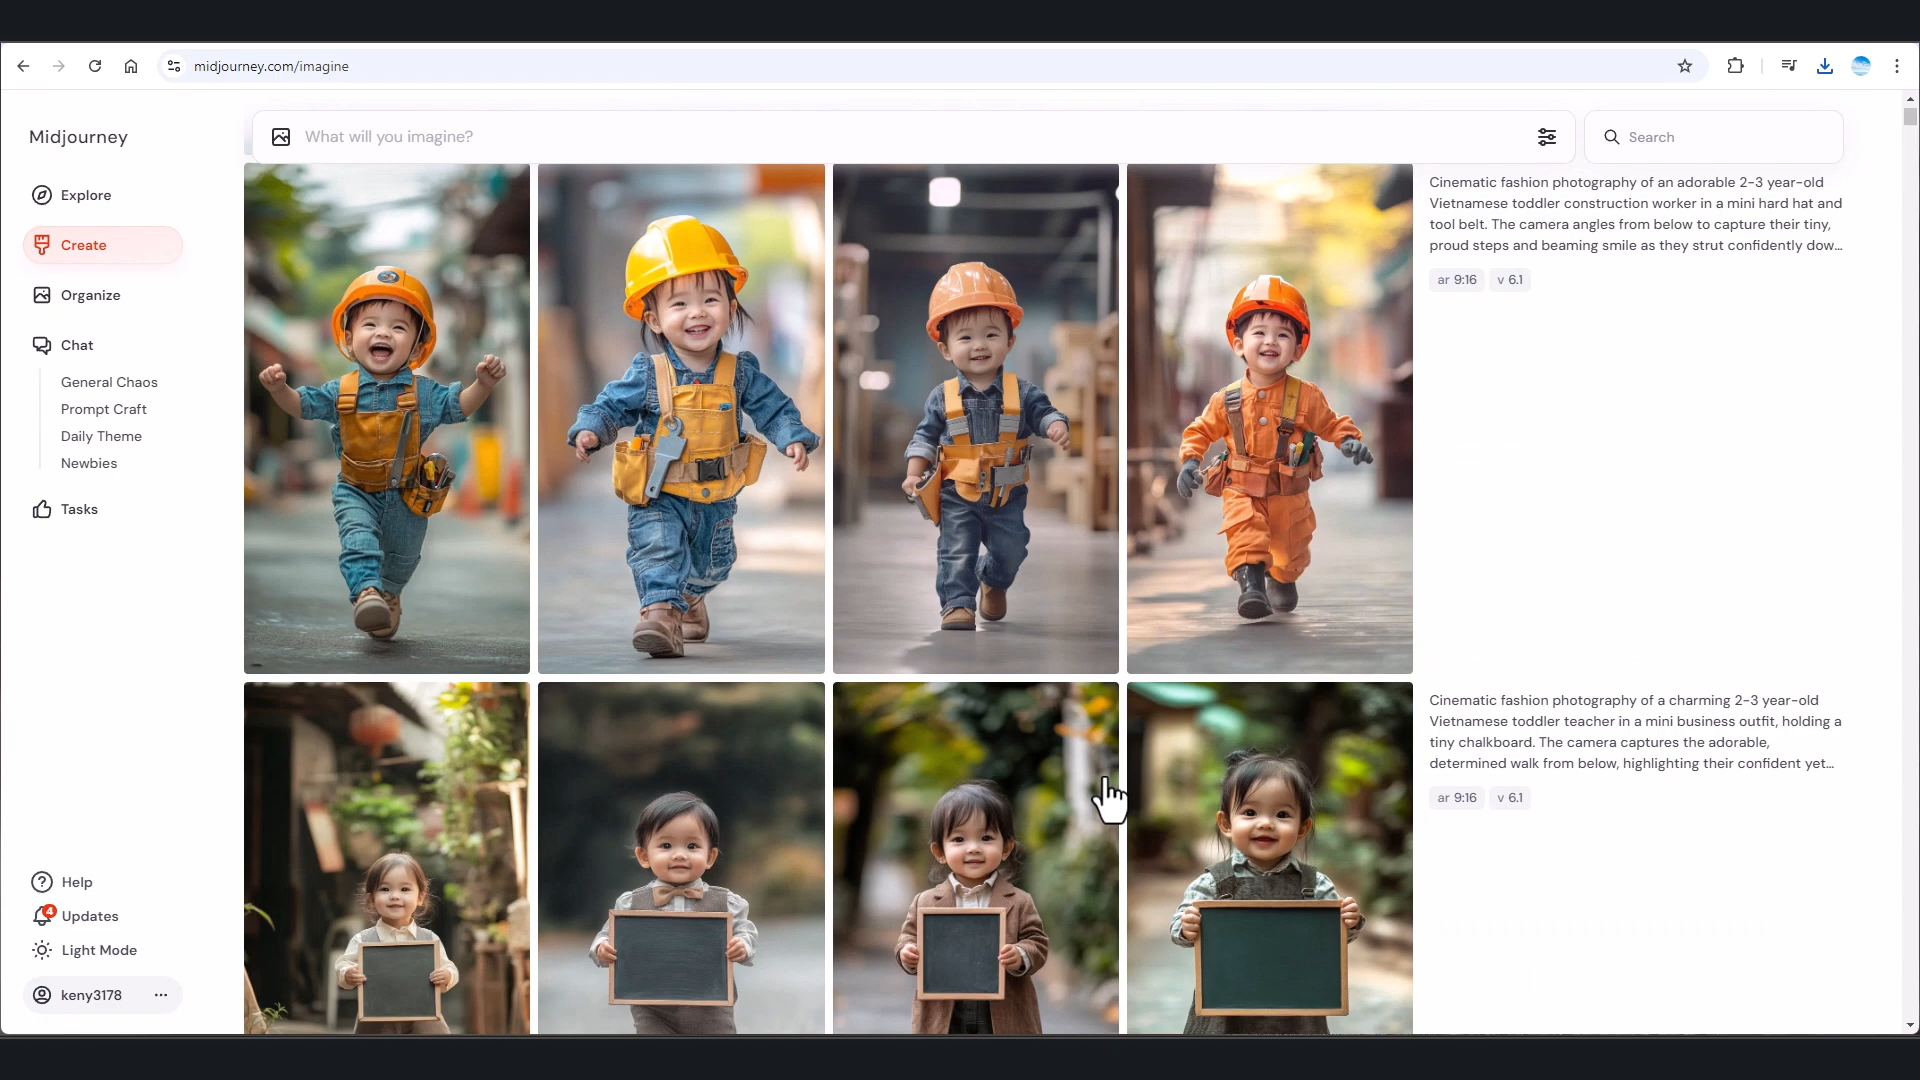 midjourney.com/imagine
Midjourney
What will you imagine?
Search
Explore
Create
Organize
Chat
General Chaos
Prompt Craft
Daily Theme
Newbies
Tasks
Cinematic fashion photography of an adorable 2-3 year-old
Vietnamese toddler construction worker in a mini hard hat and
tool belt. The camera angles from below to capture their tiny,
proud steps and beaming smile as they strut confidently dow...
ar 9:16 v 6.1
Cinematic fashion photography of a charming 2-3 year-old
Vietnamese toddler teacher in a mini business outfit, holding a
tiny chalkboard. The camera captures the adorable,
determined walk from below, highlighting their confident yet...
ar 9:16 v 6.1
Help
4
Updates
Light Mode
keny3178